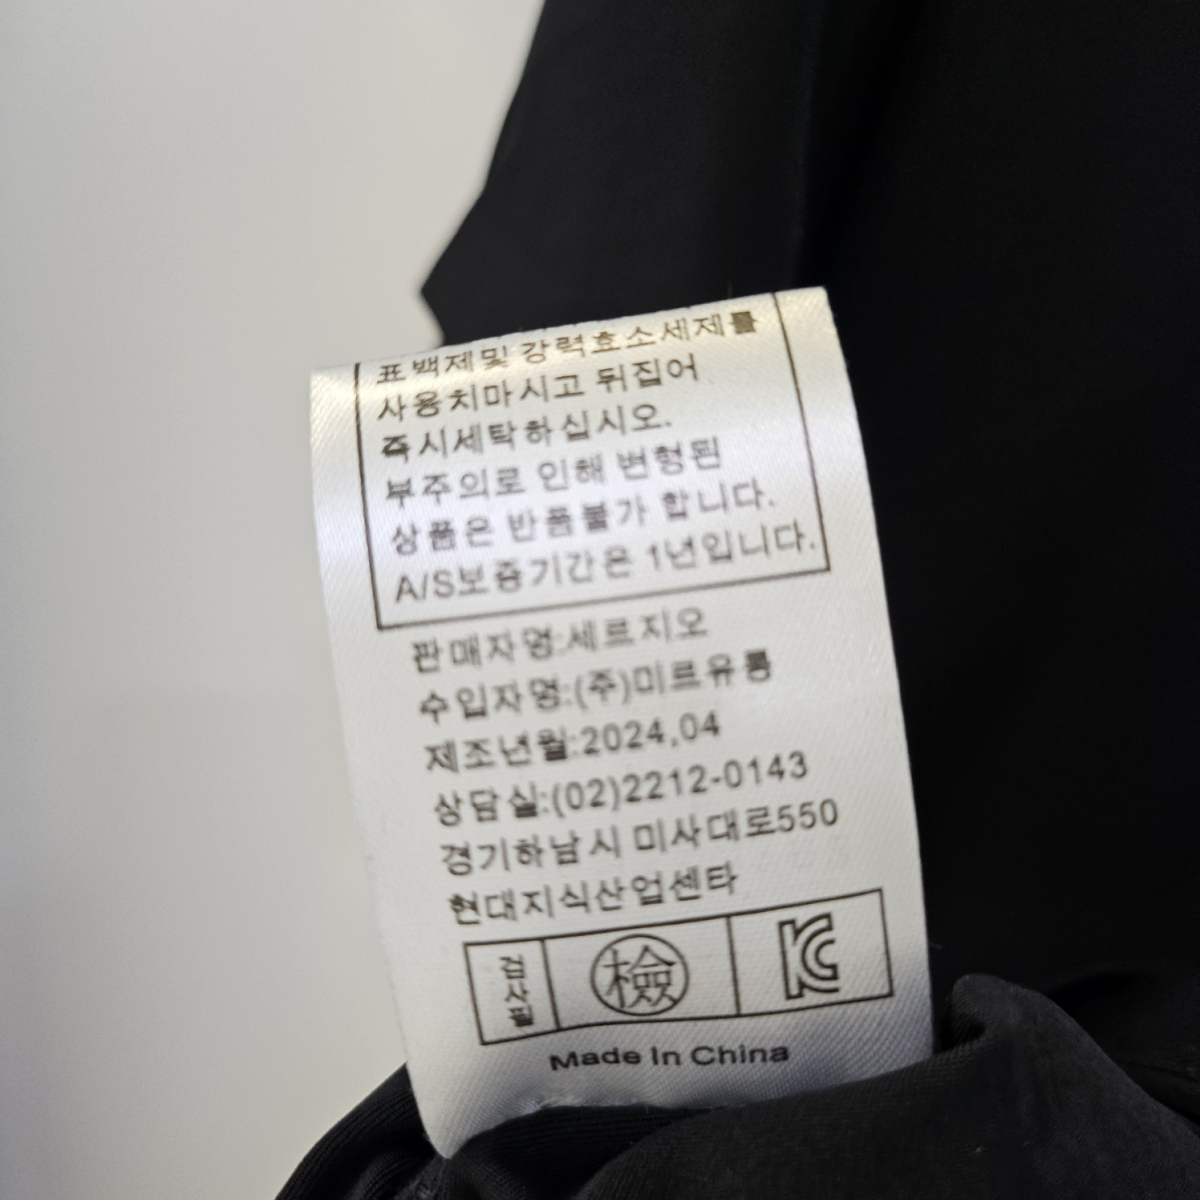 표백제및 강력효소세제를
사용치마시고 뒤집어
즉시세탁하십시오.
부주의로 인해 변형된
상품은 반품불가 합니다.
A/S보증기간은 1년입니다.
판매자명:세르지오
수입자명:(주)미르유통
제조년월:2024,04
상담실:(02)2212-0143
경기하남시 미사대로550
현대지식산업센타
검사필
檢
KC
Made In China